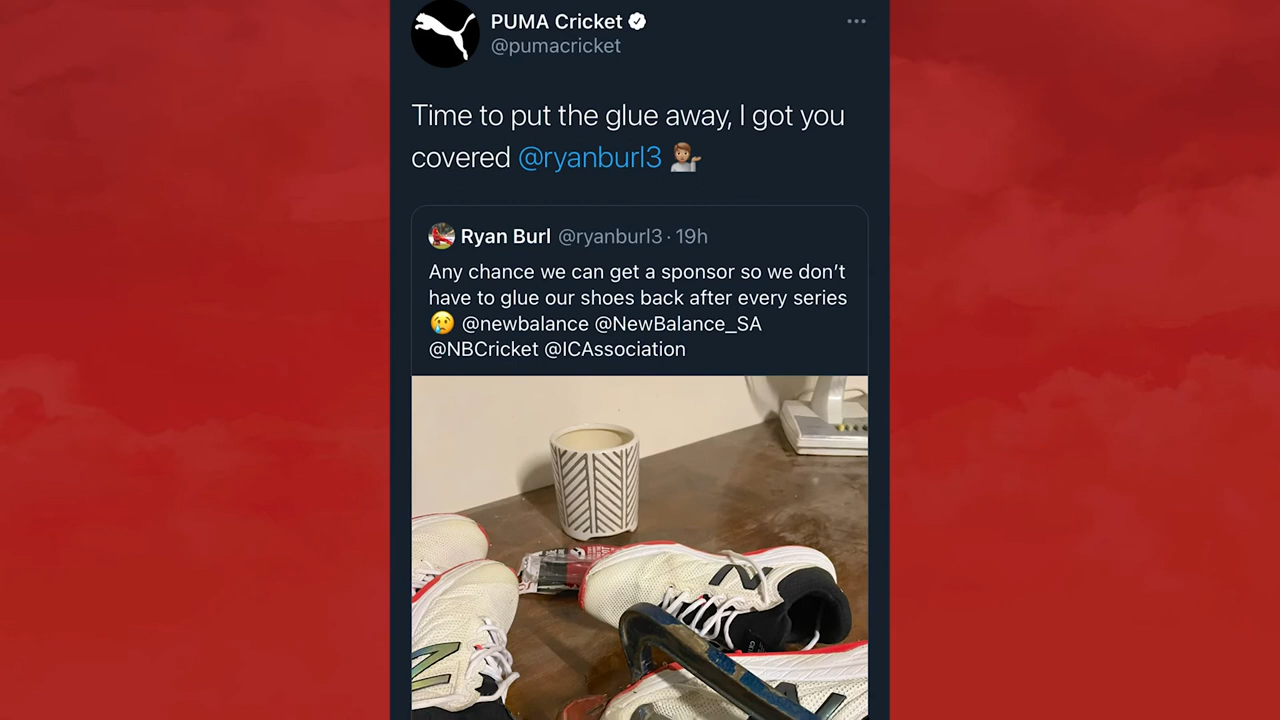 PUMA Cricket
@pumacricket
Time to put the glue away, I got you
covered @ryanburl3 💁🏽‍♂️
Ryan Burl @ryanburl3 · 19h
Any chance we can get a sponsor so we don’t
have to glue our shoes back after every series
😢 @newbalance @NewBalance_SA
@NBCricket @ICAssociation